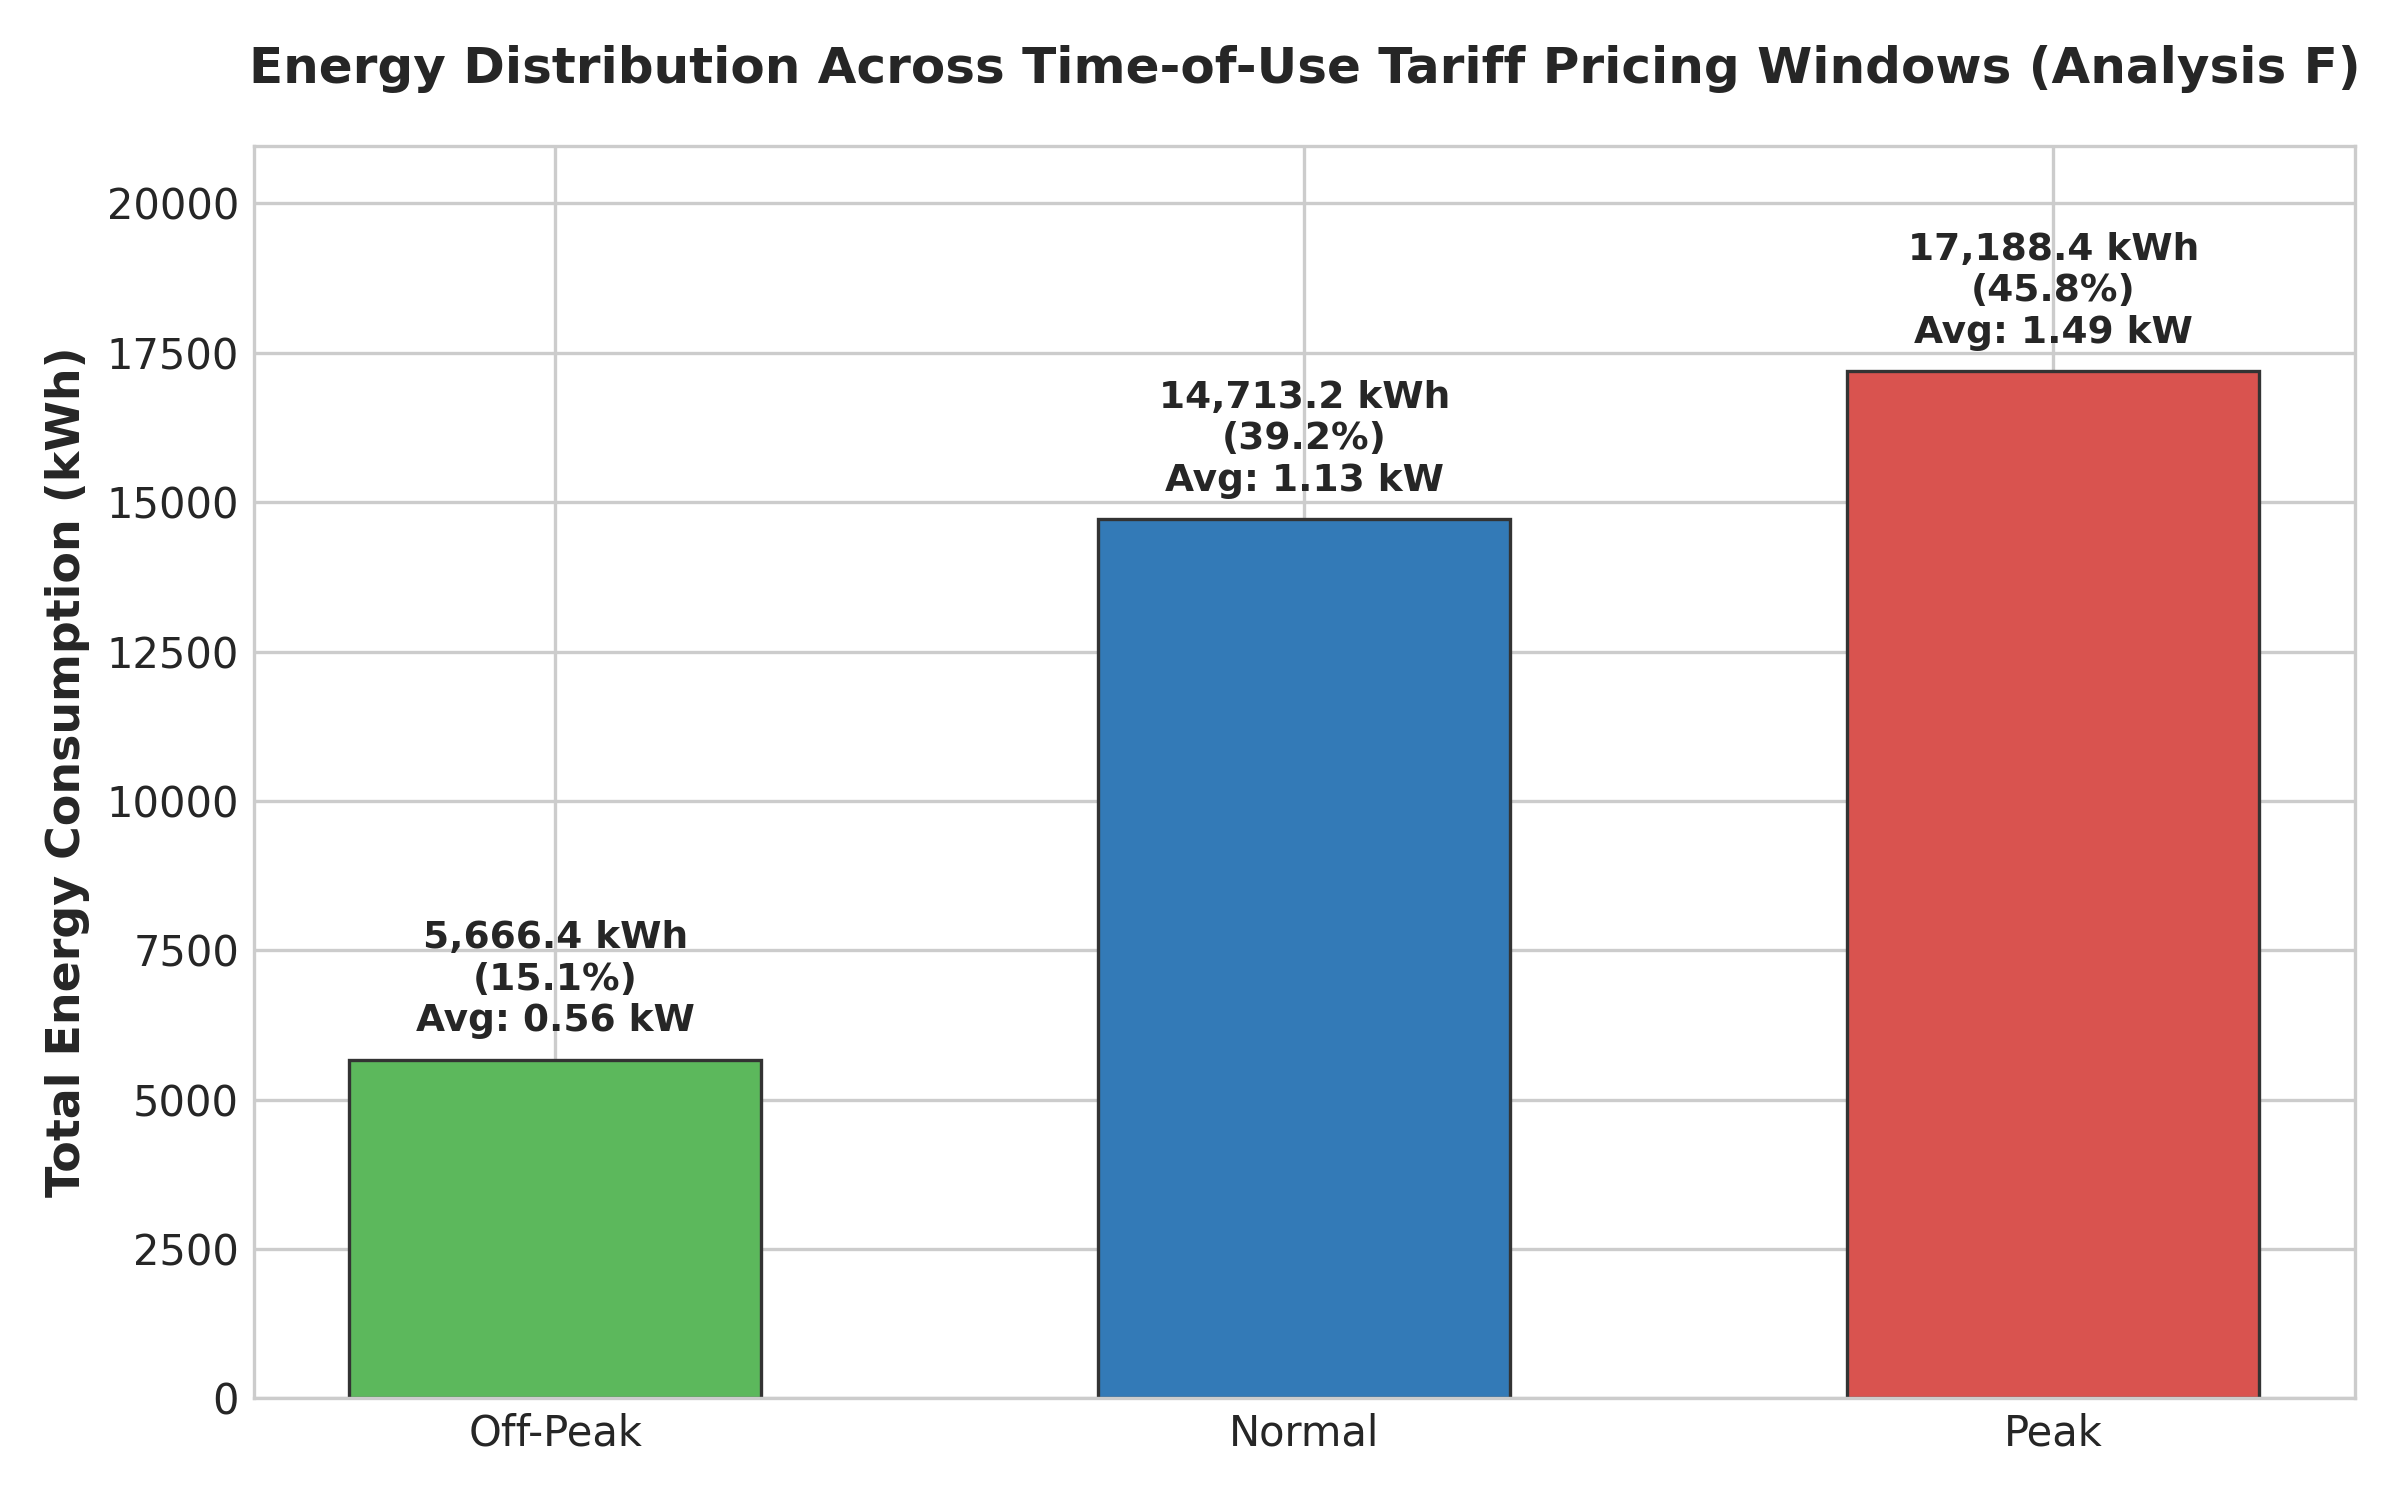 Energy Distribution Across Time-of-Use Tariff Pricing Windows (Analysis F)
Total Energy Consumption (kWh)
20000
17500
15000
12500
10000
7500
5000
2500
0
5,666.4 kWh
(15.1%)
Avg: 0.56 kW
14,713.2 kWh
(39.2%)
Avg: 1.13 kW
17,188.4 kWh
(45.8%)
Avg: 1.49 kW
Off-Peak
Normal
Peak